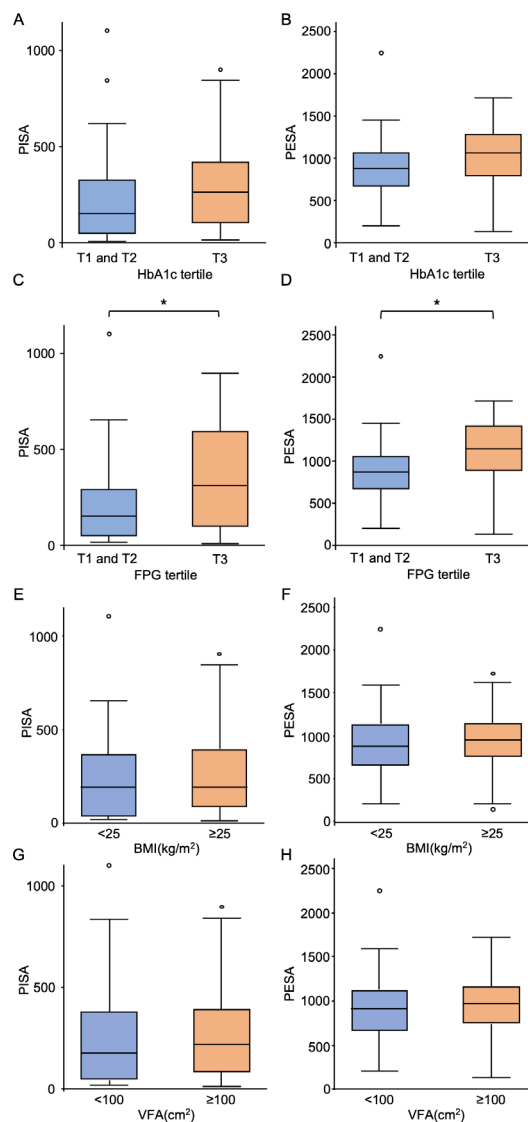 A
1000
PISA
500
0
T1 and T2
T3
HbA1c tertile
B
2500
2000
1500
PESA
1000
500
0
T1 and T2
T3
HbA1c tertile
C
*
1000
PISA
500
0
T1 and T2
T3
FPG tertile
D
*
2500
2000
1500
PESA
1000
500
0
T1 and T2
T3
FPG tertile
E
1000
PISA
500
0
<25
≥25
BMI(kg/m²)
F
2500
2000
1500
PESA
1000
500
0
<25
≥25
BMI(kg/m²)
G
1000
PISA
500
0
<100
≥100
VFA(cm²)
H
2500
2000
1500
PESA
1000
500
0
<100
≥100
VFA(cm²)